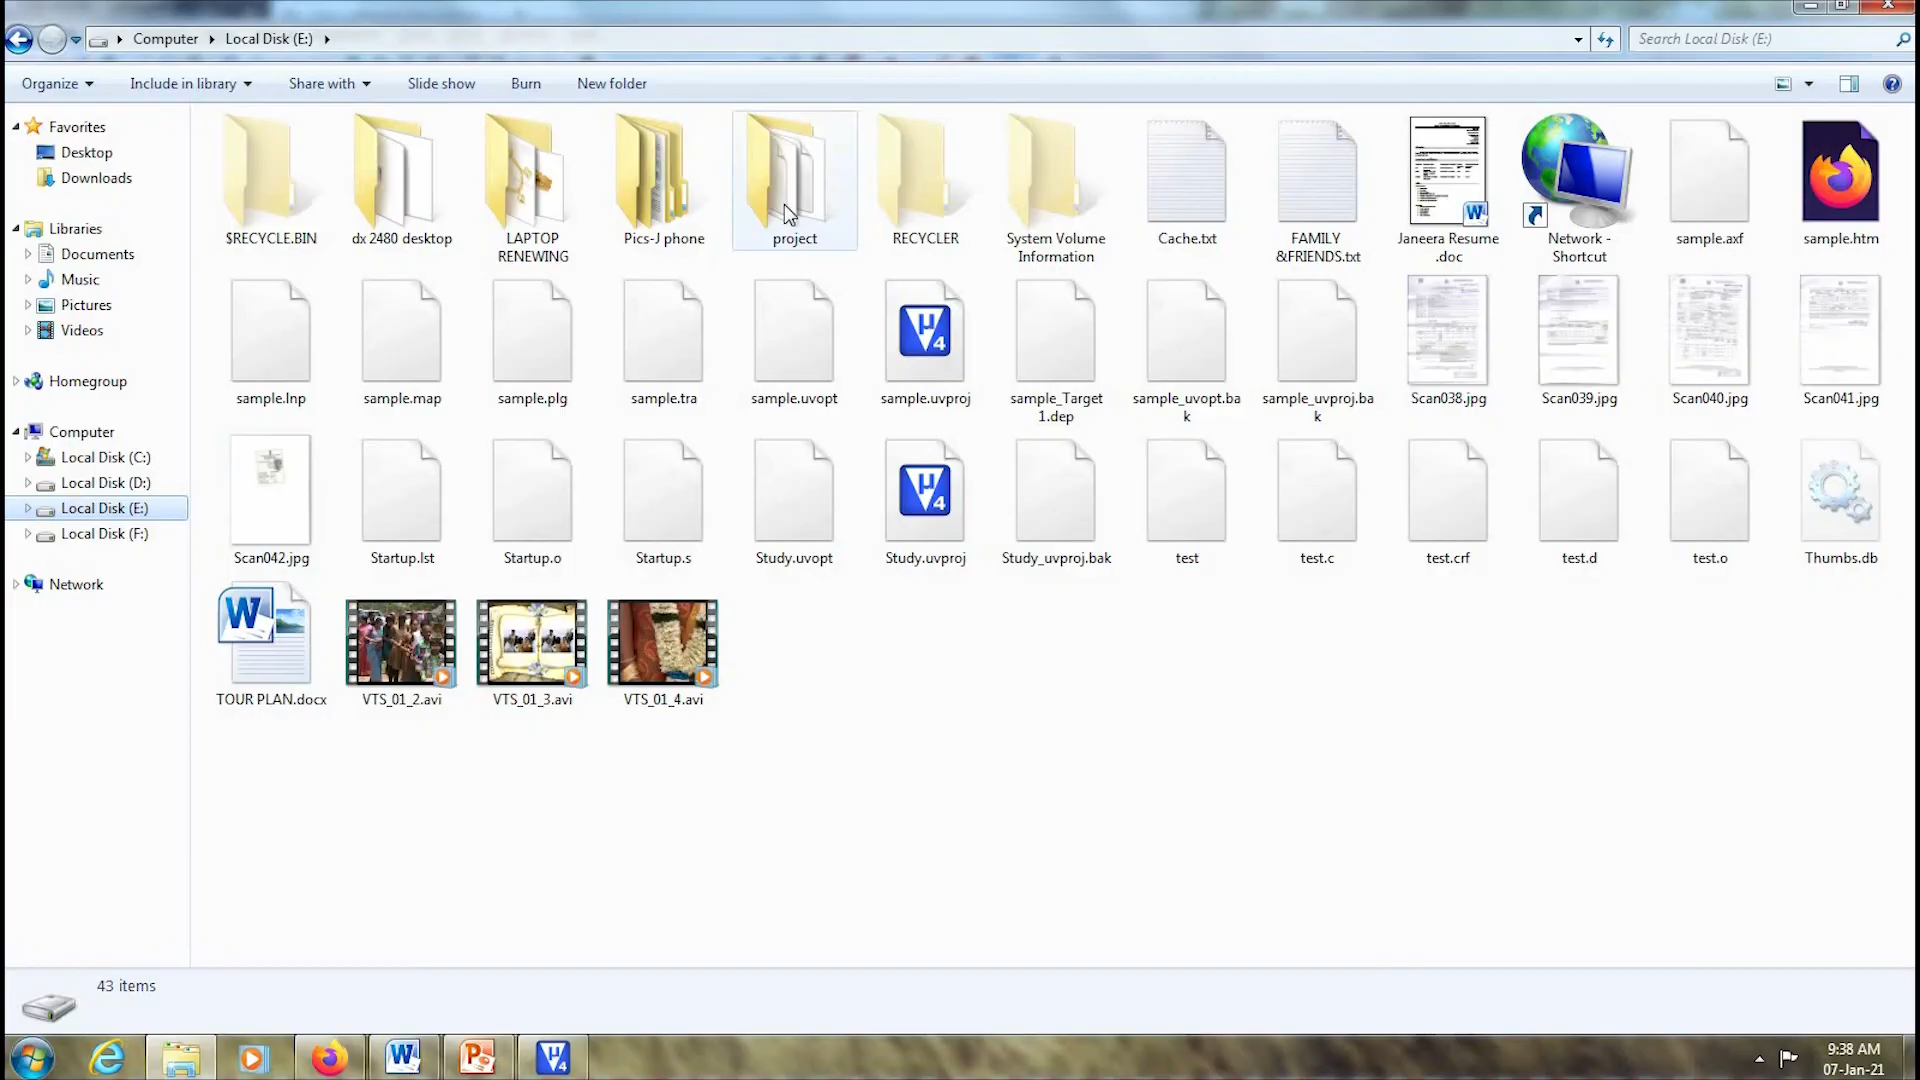 Computer Local Disk (E:)
Search Local Disk (E:)
Organize Include in library Share with Slide show Burn New folder
Favorites
Desktop
Downloads
Libraries
Documents
Music
Pictures
Videos
Homegroup
Computer
Local Disk (C:)
Local Disk (D:)
Local Disk (E:)
Local Disk (F:)
Network
$RECYCLE.BIN
dx 2480 desktop
LAPTOP
RENEWING
Pics-J phone
project
RECYCLER
System Volume
Information
Cache.txt
FAMILY
&FRIENDS.txt
Janeera Resume
.doc
Network -
Shortcut
sample.axf
sample.htm
sample.lnp
sample.map
sample.plg
sample.tra
sample.uvopt
sample.uvproj
sample_Target
1.dep
sample_uvopt.ba
k
sample_uvproj.ba
k
Scan038.jpg
Scan039.jpg
Scan040.jpg
Scan041.jpg
Scan042.jpg
Startup.lst
Startup.o
Startup.s
Study.uvopt
Study.uvproj
Study_uvproj.bak
test
test.c
test.crf
test.d
test.o
Thumbs.db
TOUR PLAN.docx
VTS_01_2.avi
VTS_01_3.avi
VTS_01_4.avi
43 items
9:38 AM
07-Jan-21